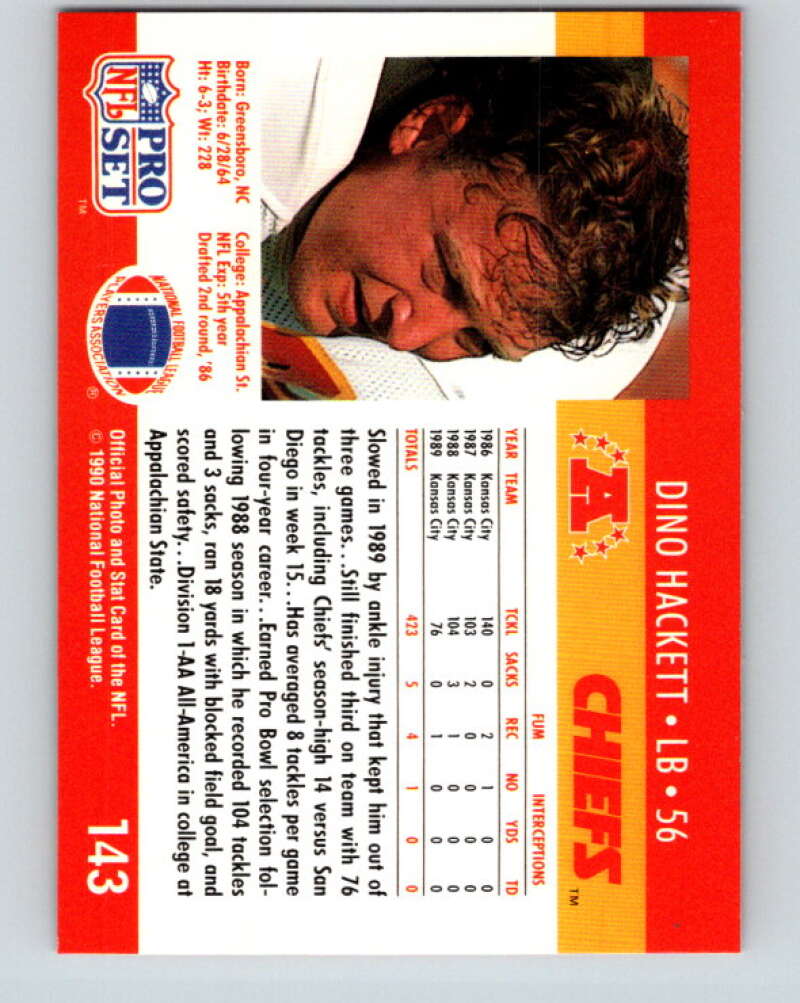 DINO HACKETT • LB • 56
A CHIEFS ™
Born: Greensboro, NC
Birthdate: 6/28/64
Ht: 6-3; Wt: 228
College: Appalachian St.
NFL Exp: 5th year
Drafted 2nd round, '86
FUM INTERCEPTIONS
YEAR TEAM TCKL SACKS REC NO YDS TD
1986 Kansas City 140 0 2 1 0 0
1987 Kansas City 103 2 0 0 0 0
1988 Kansas City 104 3 1 0 0 0
1989 Kansas City 76 0 1 0 0 0
TOTALS 423 5 4 1 0 0
Slowed in 1989 by ankle injury that kept him out of
three games...Still finished third on team with 76
tackles, including Chiefs' season-high 14 versus San
Diego in week 15...Has averaged 8 tackles per game
in four-year career...Earned Pro Bowl selection fol-
lowing 1988 season in which he recorded 104 tackles
and 3 sacks, ran 18 yards with blocked field goal, and
scored safety...Division 1-AA All-America in college at
Appalachian State.
NFL PRO SET ™
NATIONAL FOOTBALL LEAGUE
PLAYERS ASSOCIATION ®
Official Photo and Stat Card of the NFL.
© 1990 National Football League.
143